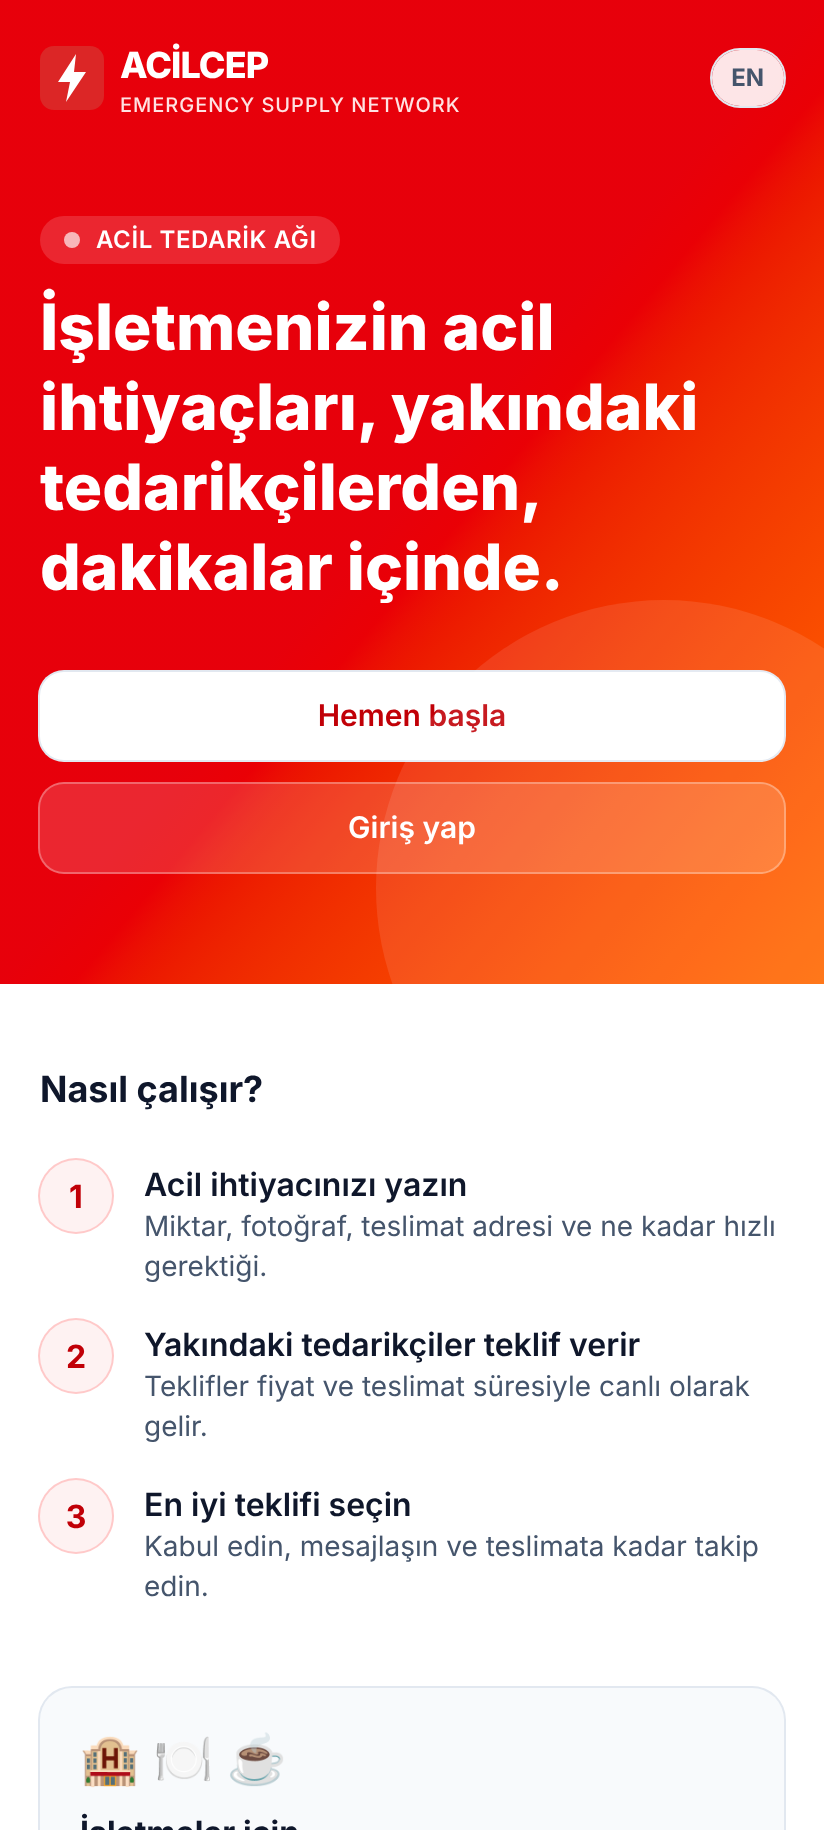 ACİLCEP
EMERGENCY SUPPLY NETWORK
EN
ACİL TEDARİK AĞI
İşletmenizin acil
ihtiyaçları, yakındaki
tedarikçilerden,
dakikalar içinde.
Hemen başla
Giriş yap
Nasıl çalışır?
1
Acil ihtiyacınızı yazın
Miktar, fotoğraf, teslimat adresi ve ne kadar hızlı
gerektiği.
2
Yakındaki tedarikçiler teklif verir
Teklifler fiyat ve teslimat süresiyle canlı olarak
gelir.
3
En iyi teklifi seçin
Kabul edin, mesajlaşın ve teslimata kadar takip
edin.
İşletmeler için